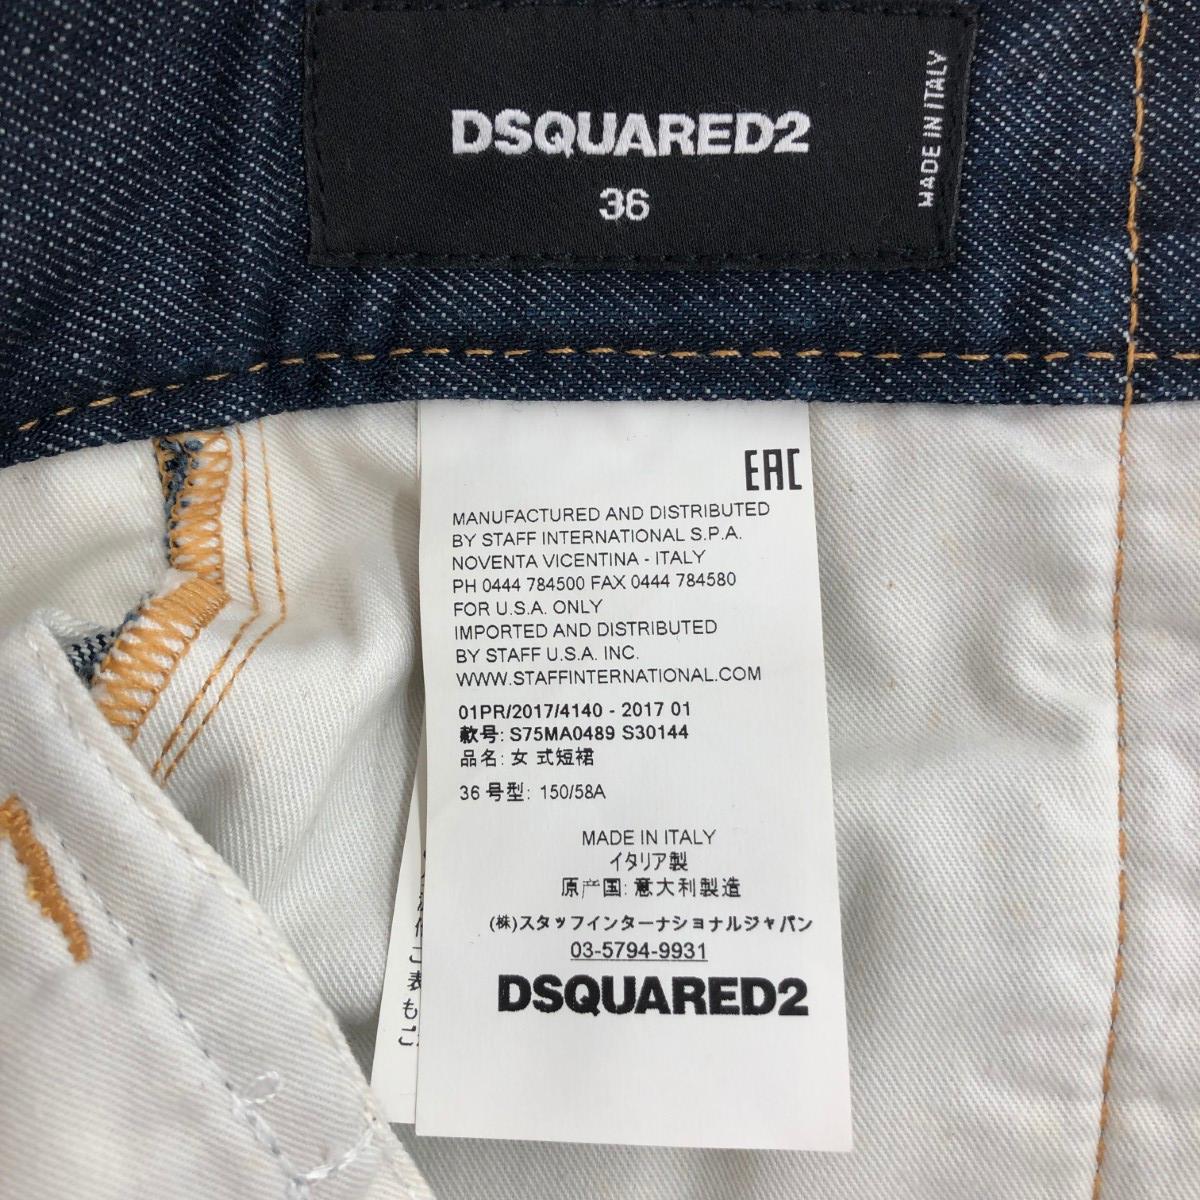 DSQUARED2
36
MADE IN ITALY
EAC
MANUFACTURED AND DISTRIBUTED
BY STAFF INTERNATIONAL S.P.A.
NOVENTA VICENTINA - ITALY
PH 0444 784500 FAX 0444 784580
FOR U.S.A. ONLY
IMPORTED AND DISTRIBUTED
BY STAFF U.S.A. INC.
WWW.STAFFINTERNATIONAL.COM
01PR/2017/4140 - 2017 01
款号: S75MA0489 S30144
品名: 女 式短裙
36 号型: 150/58A
MADE IN ITALY
イタリア製
原产国: 意大利製造
(株)スタッフインターナショナルジャパン
03-5794-9931
DSQUARED2
こ
表
も